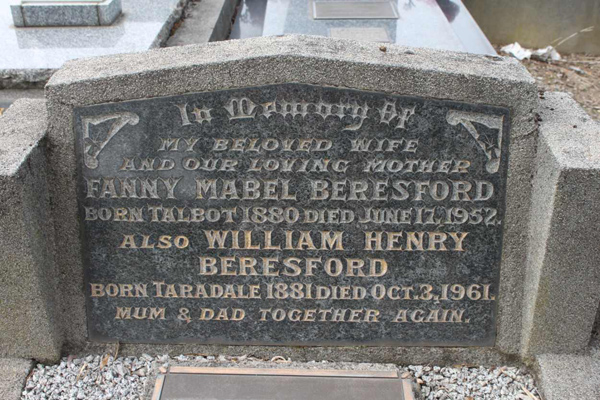 In Memory Of
MY BELOVED WIFE
AND OUR LOVING MOTHER
FANNY MABEL BERESFORD
BORN TALBOT 1880 DIED JUNE 17, 1952.
ALSO WILLIAM HENRY
BERESFORD
BORN TARADALE 1881 DIED OCT. 3, 1961.
MUM & DAD TOGETHER AGAIN.